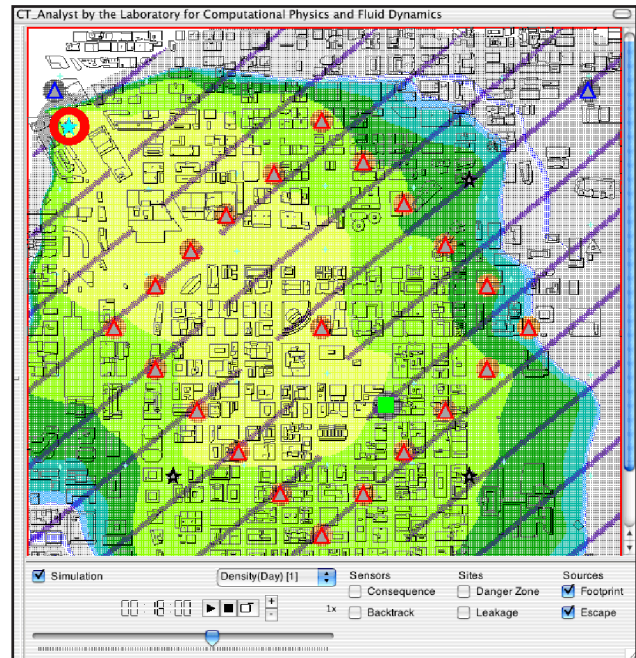 CT_Analyst by the Laboratory for Computational Physics and Fluid Dynamics
Simulation
Density(Day) [1]
Sensors
Sites
Sources
Consequence
Danger Zone
Footprint
00:18:00
+
-
1x
Backtrack
Leakage
Escape